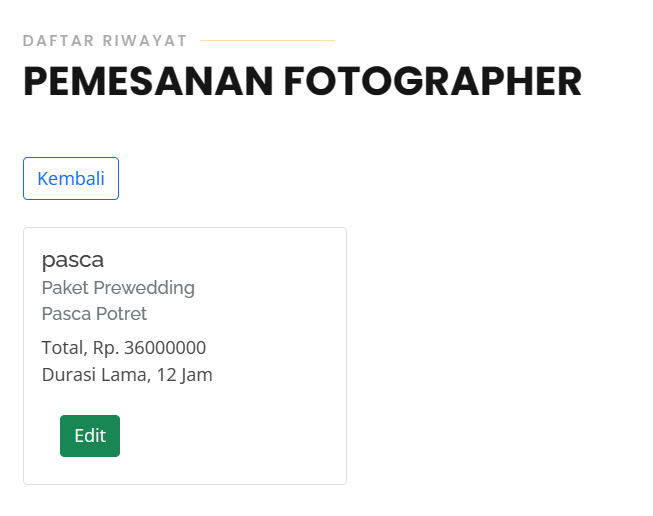 DAFTAR RIWAYAT
PEMESANAN FOTOGRAPHER
Kembali
pasca
Paket Prewedding
Pasca Potret
Total, Rp. 36000000
Durasi Lama, 12 Jam
Edit